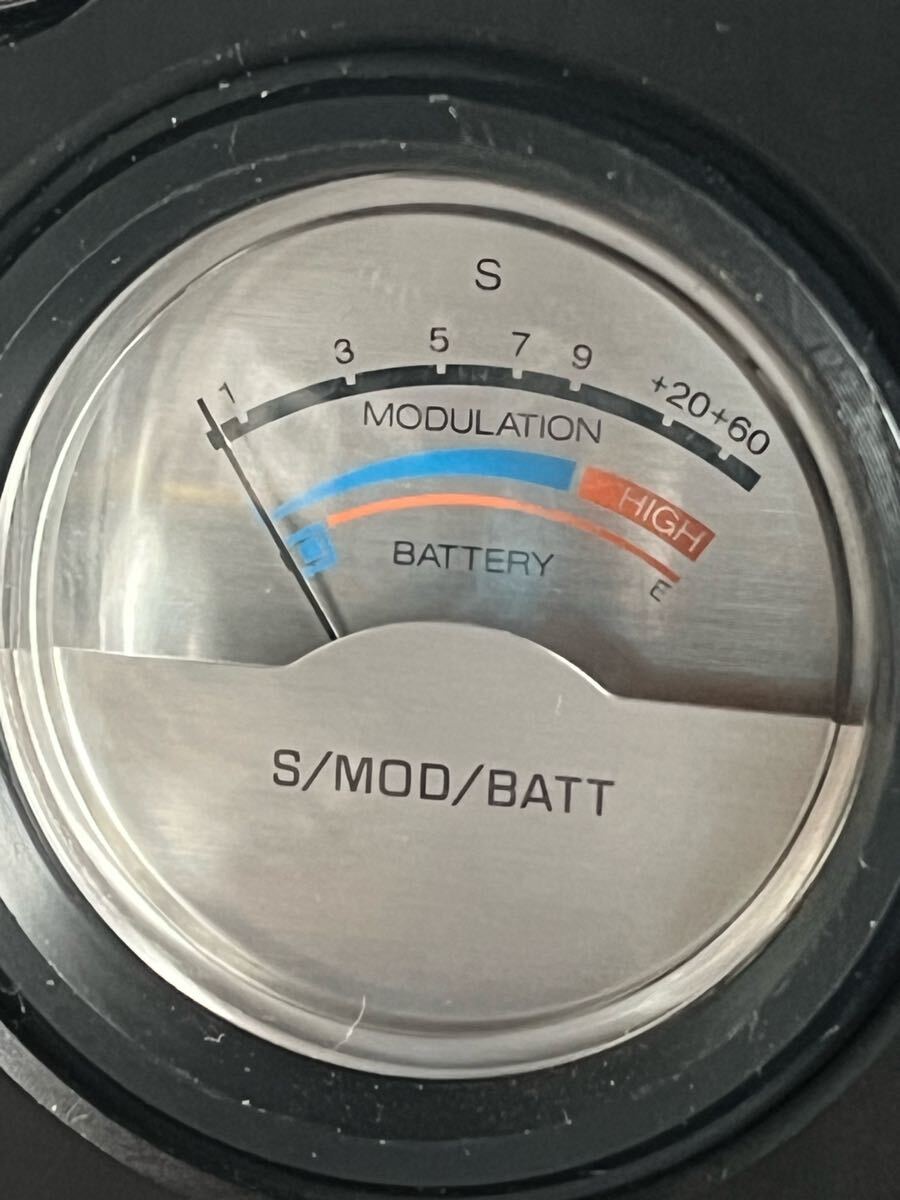 S
1 3 5 7 9 +20 +60
MODULATION
HIGH
BATTERY
E
S/MOD/BATT